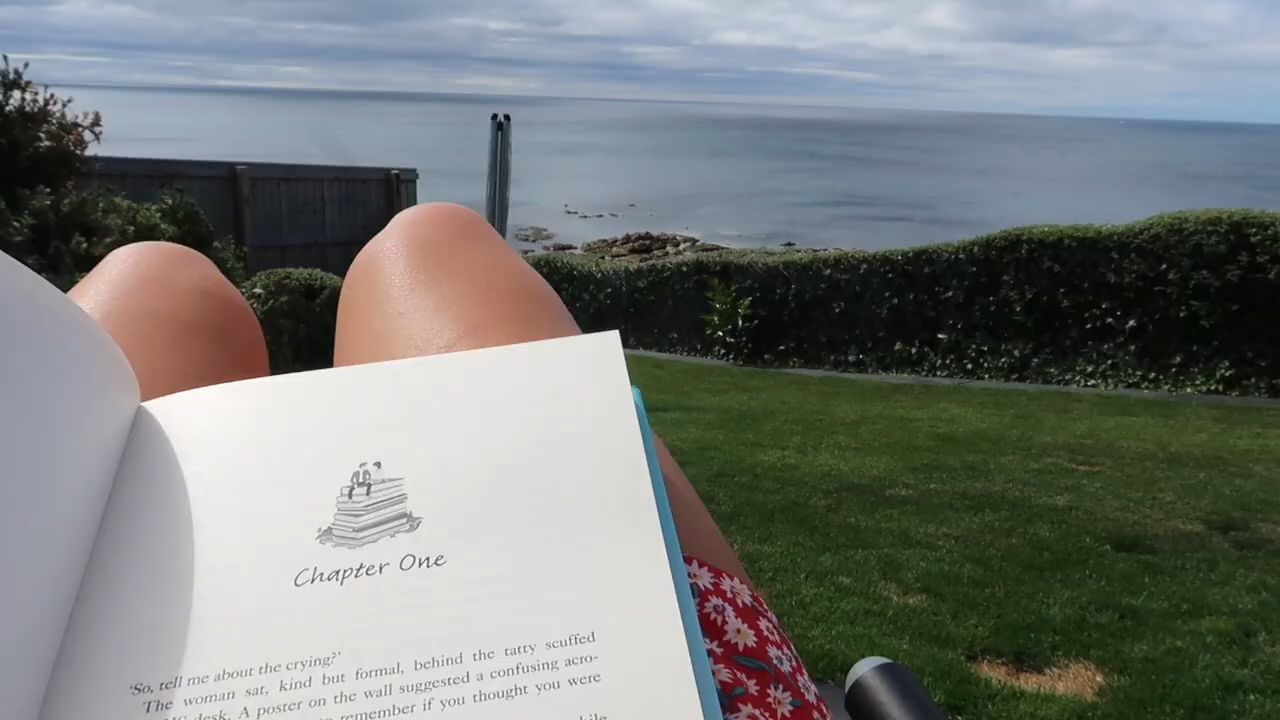 Chapter One
'So, tell me about the crying?'
The woman sat, kind but formal, behind the tatty scuffed
desk. A poster on the wall suggested a confusing acro-
remember if you thought you were
while